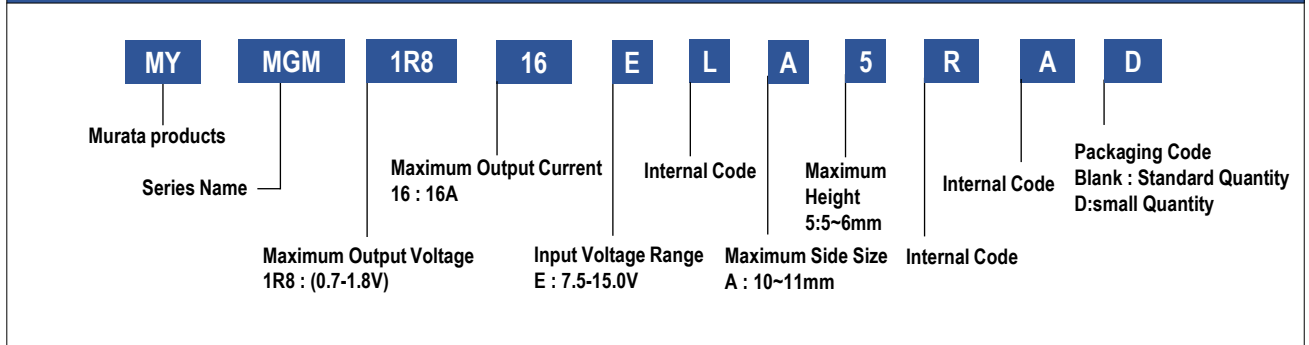 MY MGM 1R8 16 E L A 5 R A D
Murata products
Series Name
Maximum Output Voltage
1R8 : (0.7-1.8V)
Maximum Output Current
16 : 16A
Input Voltage Range
E : 7.5-15.0V
Internal Code
Maximum Side Size
A : 10~11mm
Maximum
Height
5:5~6mm
Internal Code
Internal Code
Packaging Code
Blank : Standard Quantity
D:small Quantity